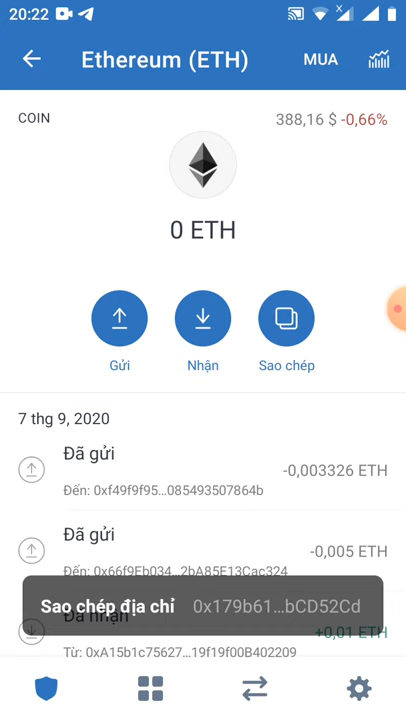 20:22
Ethereum (ETH)
MUA
COIN
388,16 $ -0,66%
0 ETH
Gửi
Nhận
Sao chép
7 thg 9, 2020
Đã gửi
-0,003326 ETH
Đến: 0xf49f9f95...085493507864b
Đã gửi
-0,005 ETH
Đến: 0x66f9Eb034...2bA85E13Cac324
Sao chép địa chỉ 0x179b61...bCD52Cd
Đã nhận
+0,01 ETH
Từ: 0xA15b1c75627...19f19f00B402209